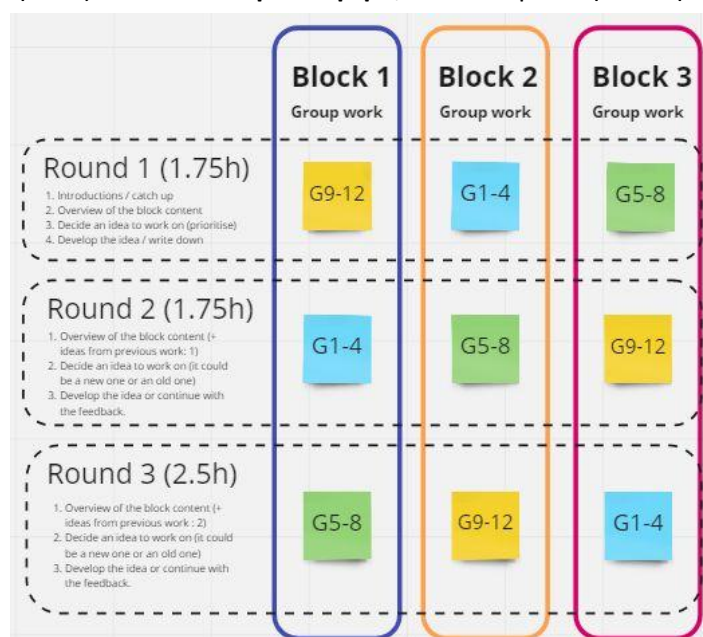 Block 1 Block 2 Block 3
Group work Group work Group work
Round 1 (1.75h)
1. Introductions / catch up
2. Overview of the block content
3. Decide an idea to work on (prioritise)
4. Develop the idea / write down
G9-12 G1-4 G5-8
Round 2 (1.75h)
1. Overview of the block content (+
ideas from previous work: 1)
2. Decide an idea to work on (it could
be a new one or an old one)
3. Develop the idea or continue with
the feedback.
G1-4 G5-8 G9-12
Round 3 (2.5h)
1. Overview of the block content (+
ideas from previous work : 2)
2. Decide an idea to work on (it could
be a new one or an old one)
3. Develop the idea or continue with
the feedback.
G5-8 G9-12 G1-4